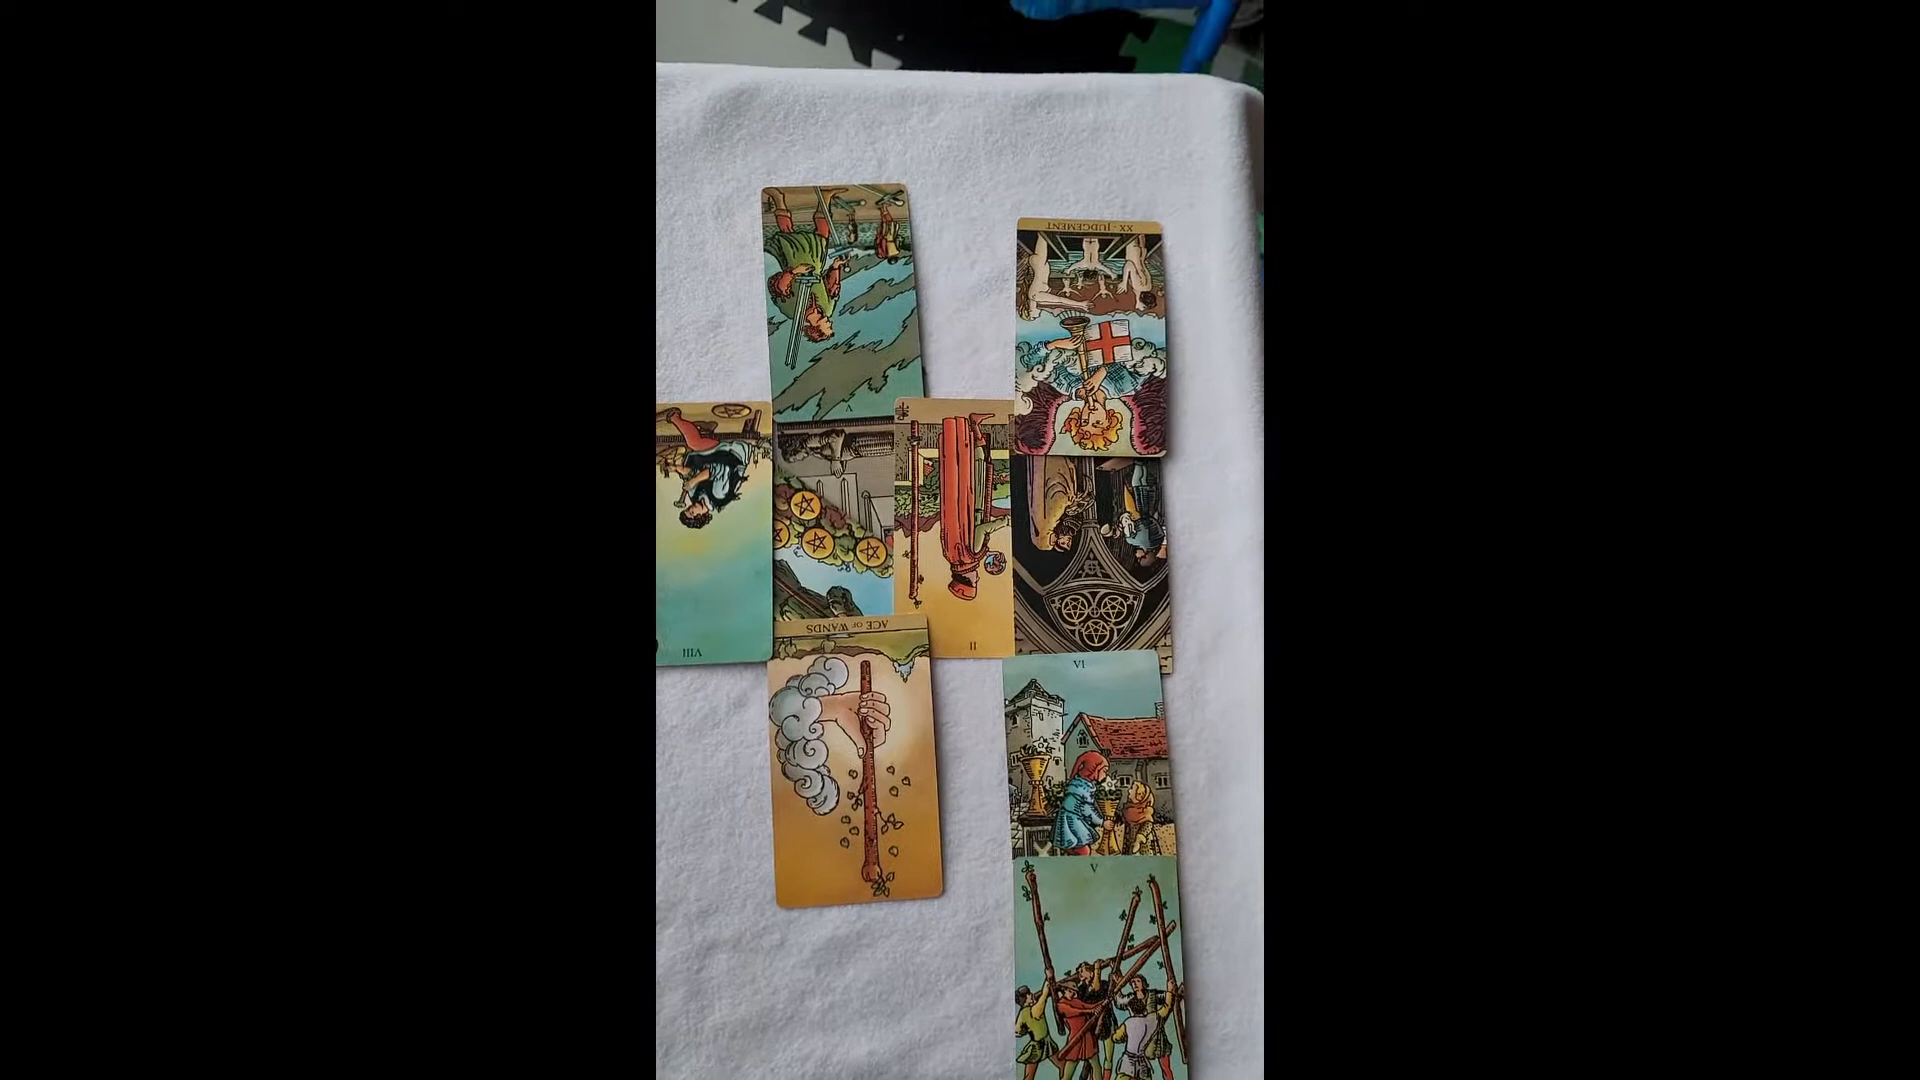 XX · JUDGEMENT
V
VIII
II
ACE OF WANDS
VI
V